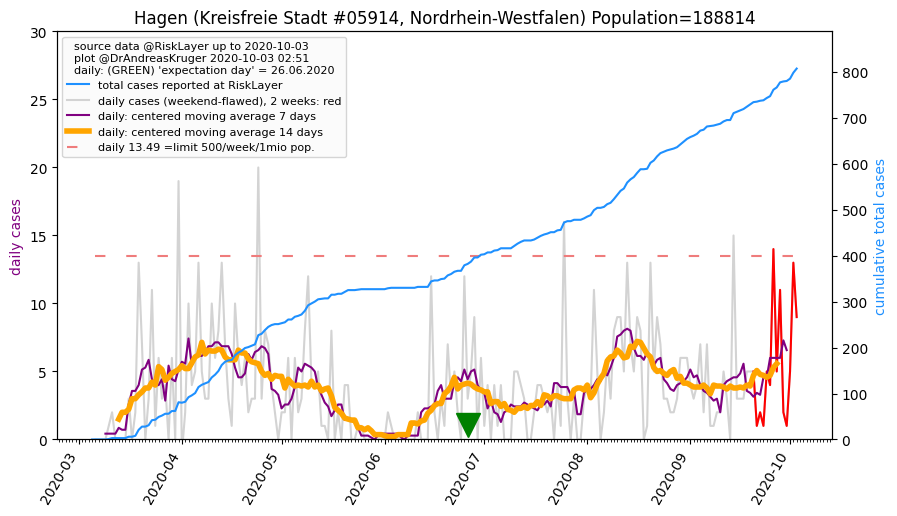 Hagen (Kreisfreie Stadt #05914, Nordrhein-Westfalen) Population=188814
source data @RiskLayer up to 2020-10-03
plot @DrAndreasKruger 2020-10-03 02:51
daily: (GREEN) 'expectation day' = 26.06.2020
total cases reported at RiskLayer
daily cases (weekend-flawed), 2 weeks: red
daily: centered moving average 7 days
daily: centered moving average 14 days
daily 13.49 =limit 500/week/1mio pop.
daily cases
30
25
20
15
10
5
0
cumulative total cases
800
700
600
500
400
300
200
100
0
2020-03
2020-04
2020-05
2020-06
2020-07
2020-08
2020-09
2020-10